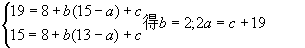 {19 = 8 + b(15 − a) + c
15 = 8 + b(13 − a) + c
得b = 2;2a = c + 19